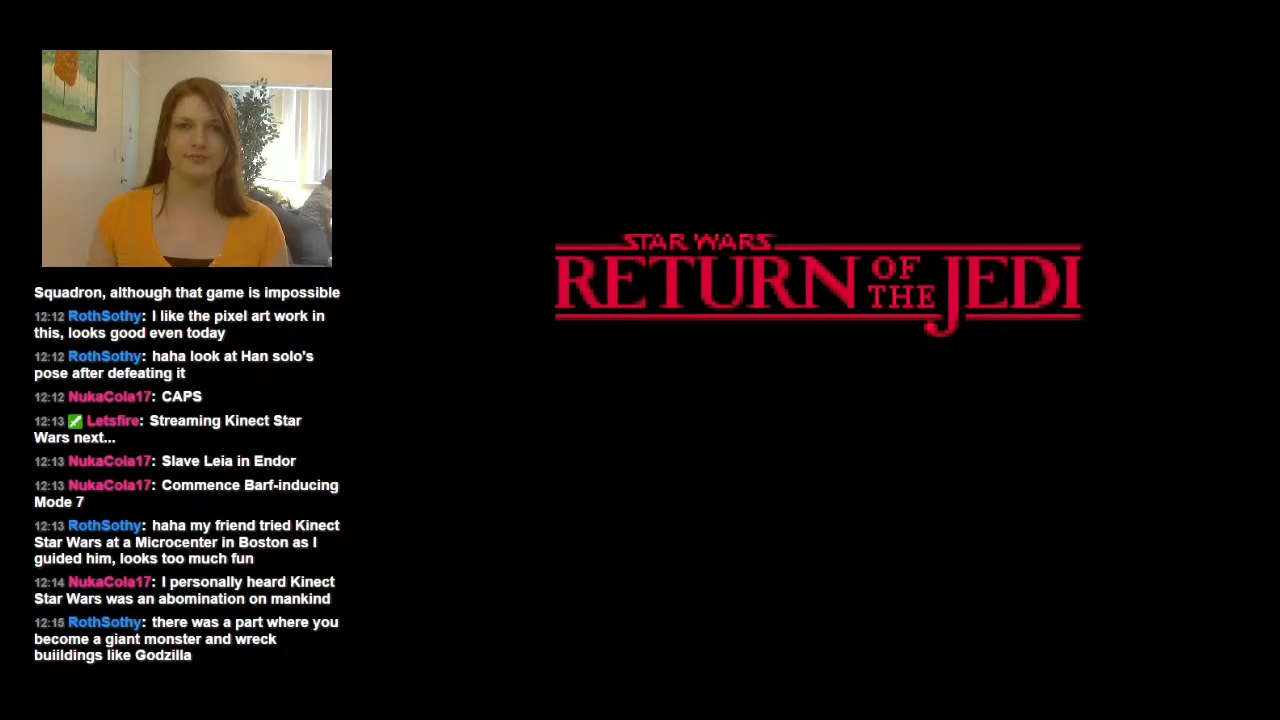 Squadron, although that game is impossible
12:12 RothSothy: I like the pixel art work in
this, looks good even today
12:12 RothSothy: haha look at Han solo's
pose after defeating it
12:12 NukaCola17: CAPS
12:13 Letsfire: Streaming Kinect Star
Wars next...
12:13 NukaCola17: Slave Leia in Endor
12:13 NukaCola17: Commence Barf-inducing
Mode 7
12:13 RothSothy: haha my friend tried Kinect
Star Wars at a Microcenter in Boston as I
guided him, looks too much fun
12:14 NukaCola17: I personally heard Kinect
Star Wars was an abomination on mankind
12:15 RothSothy: there was a part where you
become a giant monster and wreck
buiildings like Godzilla
STAR WARS
RETURN OF THE JEDI